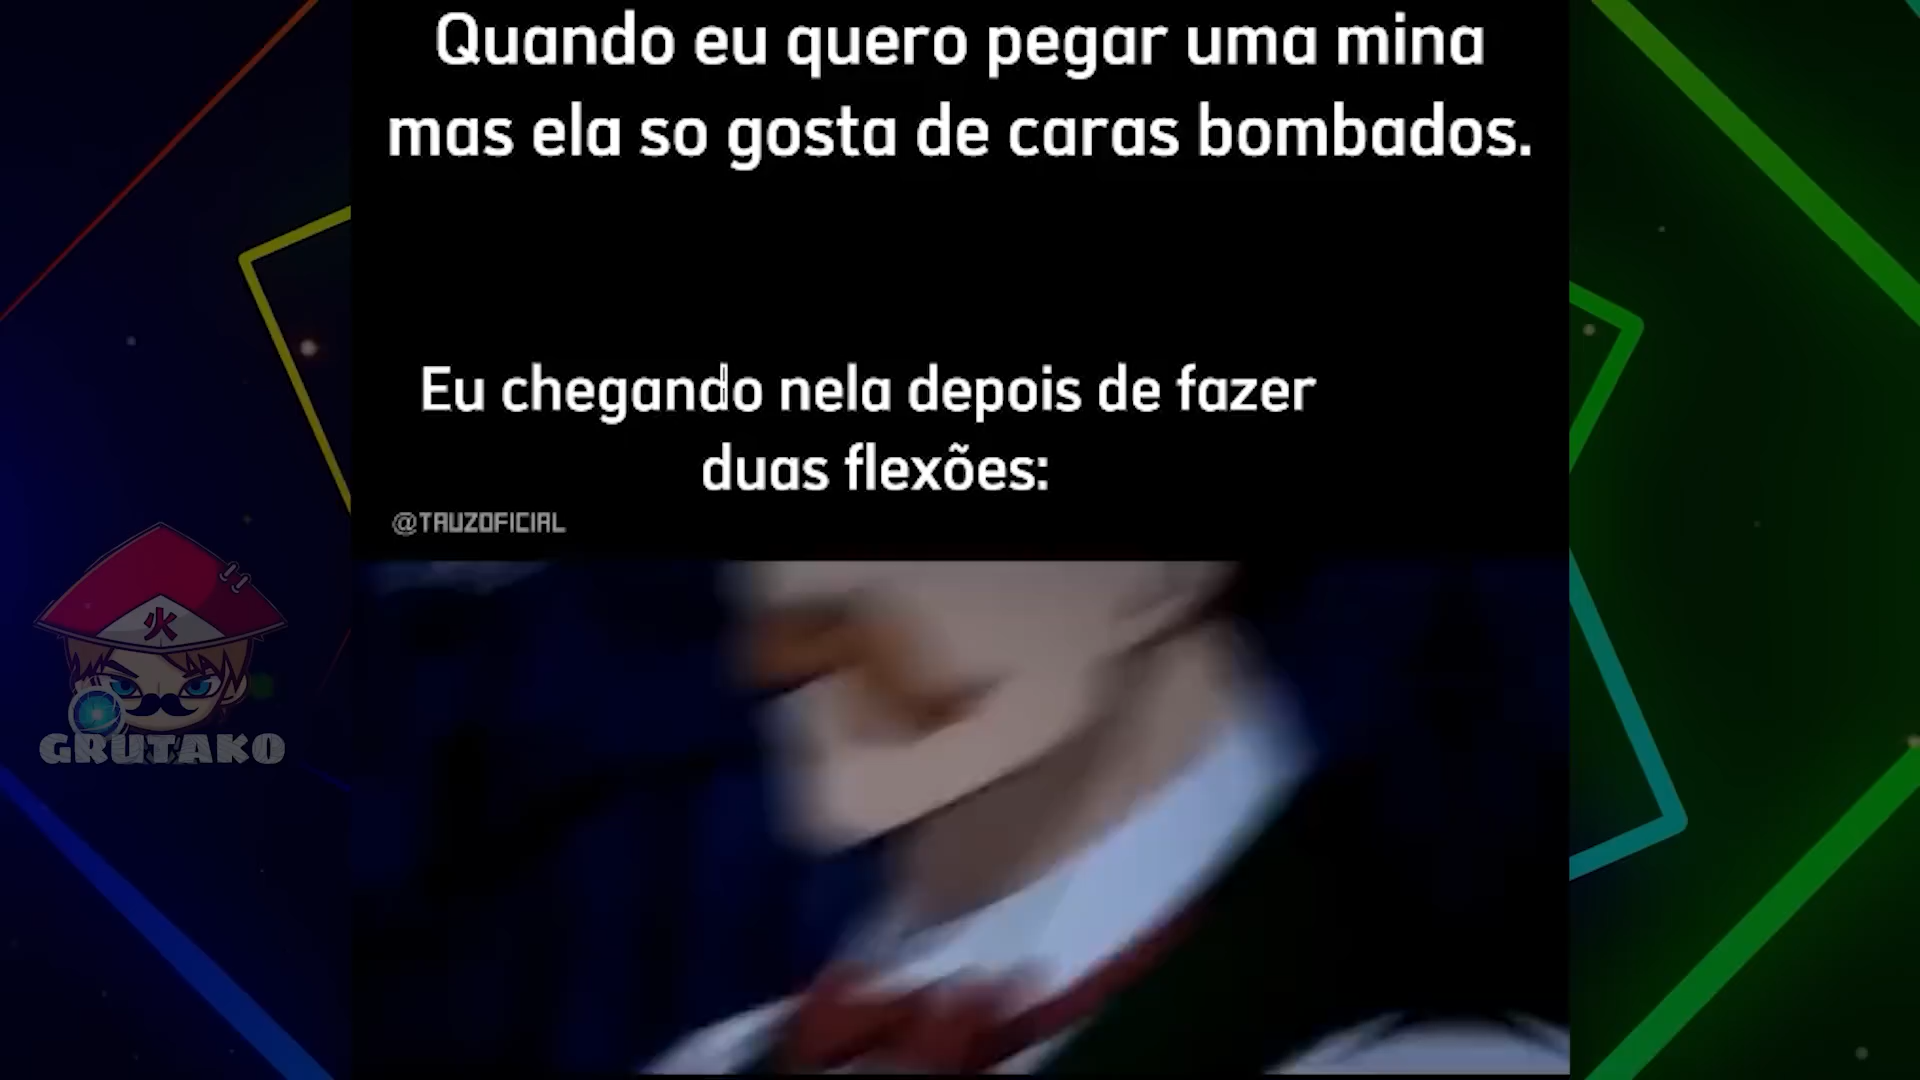 Quando eu quero pegar uma mina
mas ela so gosta de caras bombados.
Eu chegando nela depois de fazer
duas flexões:
@TAUZOFICIAL
火
GRUTAKO